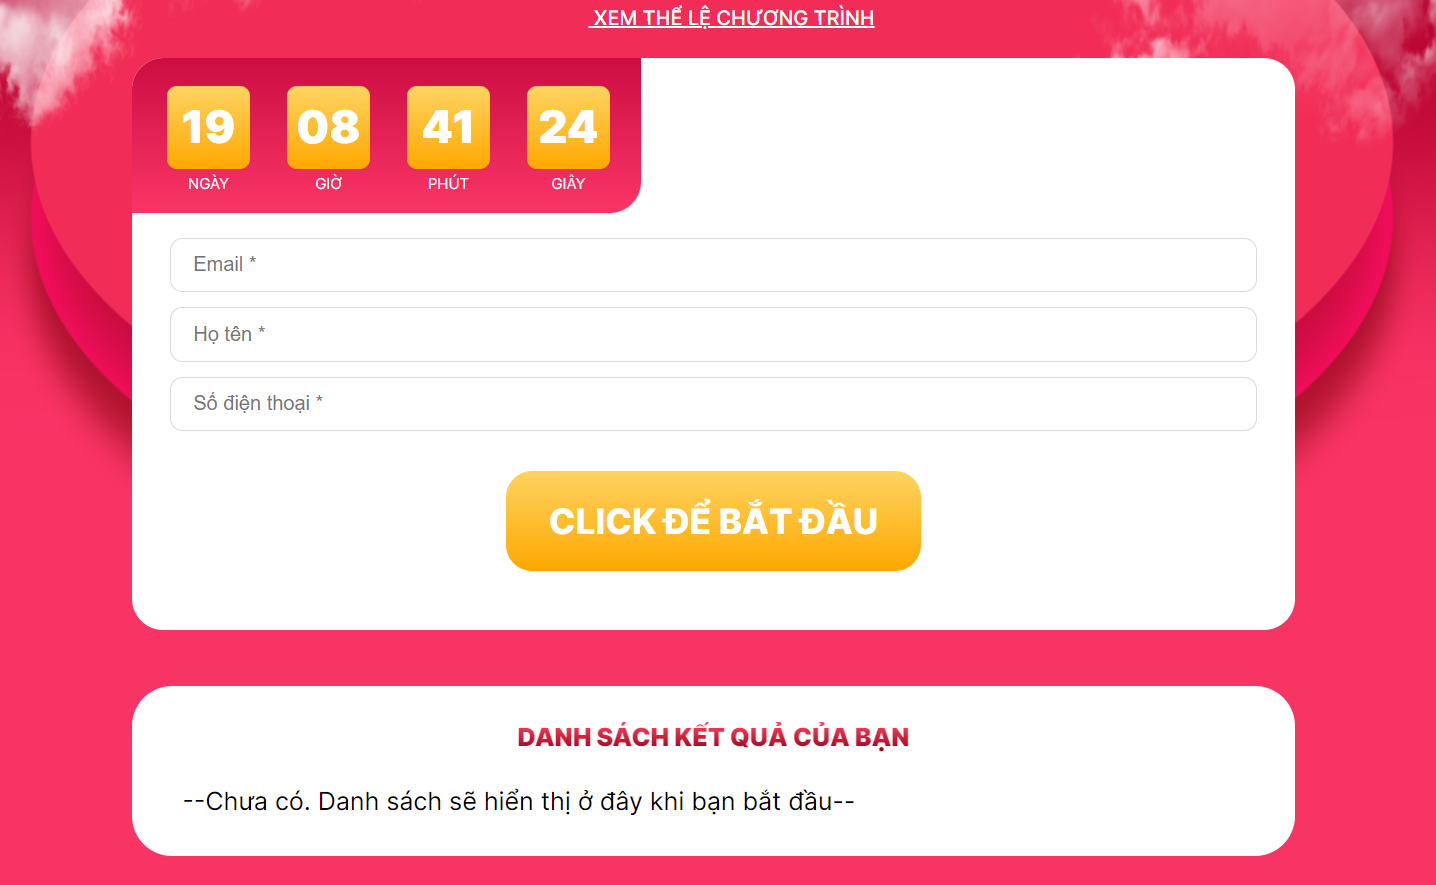 XEM THỂ LỆ CHƯƠNG TRÌNH
19 08 41 24
NGÀY GIỜ PHÚT GIÂY
Email *
Họ tên *
Số điện thoại *
CLICK ĐỂ BẮT ĐẦU
DANH SÁCH KẾT QUẢ CỦA BẠN
--Chưa có. Danh sách sẽ hiển thị ở đây khi bạn bắt đầu--